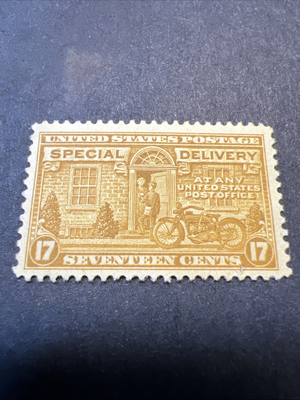 UNITED STATES POSTAGE
SPECIAL DELIVERY
AT ANY
UNITED STATES
POST OFFICE
17 SEVENTEEN CENTS 17